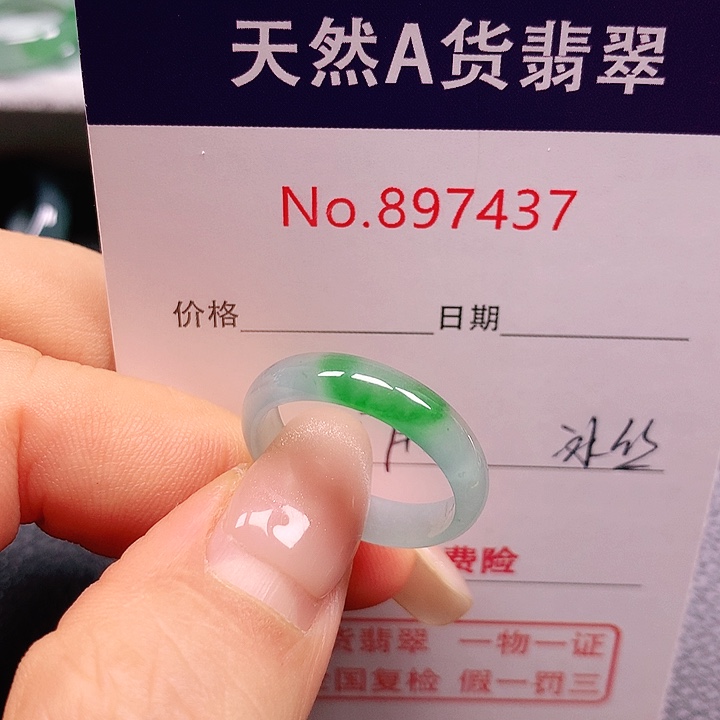 天然A货翡翠
No.897437
价格 日期
费险
货翡翠 一物一证
全国复检 假一罚三